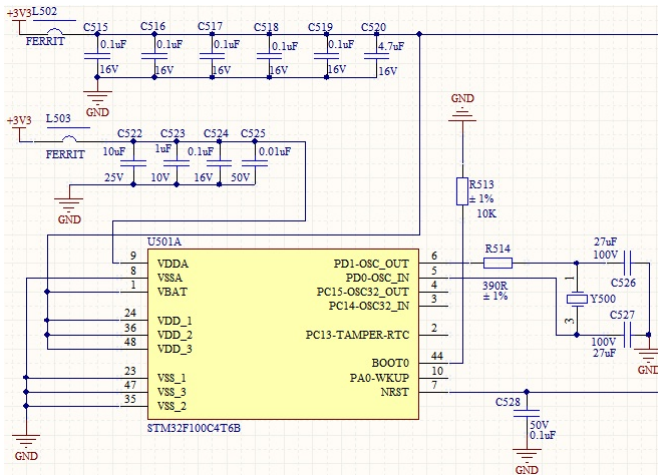 +3V3 L502
FERRIT
C515 C516 C517 C518 C519 C520
0.1uF 0.1uF 0.1uF 0.1uF 0.1uF 4.7uF
16V 16V 16V 16V 16V 16V
GND
+3V3 L503
FERRIT
C522 C523 C524 C525
10uF 1uF 0.1uF 0.01uF
25V 10V 16V 50V
GND
GND
R513
± 1%
10K
U501A
9 VDDA
8 VSSA
1 VBAT
24 VDD_1
36 VDD_2
48 VDD_3
23 VSS_1
47 VSS_3
35 VSS_2
GND
PD1-OSC_OUT 6
PD0-OSC_IN 5
PC15-OSC32_OUT 4
PC14-OSC32_IN 3
PC13-TAMPER-RTC 2
BOOT0 44
PA0-WKUP 10
NRST 7
STM32F100C4T6B
R514
390R
± 1%
27uF
100V
C526
1
Y500
3
C527
100V
27uF
GND
C528
50V
0.1uF
GND